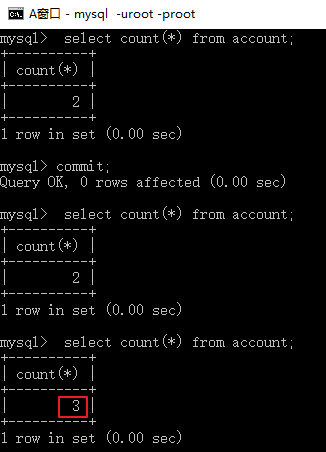 A窗口 - mysql  -uroot -proot
mysql>  select count(*) from account;
+----------+
| count(*) |
+----------+
|        2 |
+----------+
1 row in set (0.00 sec)
mysql> commit;
Query OK, 0 rows affected (0.00 sec)
mysql>  select count(*) from account;
+----------+
| count(*) |
+----------+
|        2 |
+----------+
1 row in set (0.00 sec)
mysql>  select count(*) from account;
+----------+
| count(*) |
+----------+
|        3 |
+----------+
1 row in set (0.00 sec)